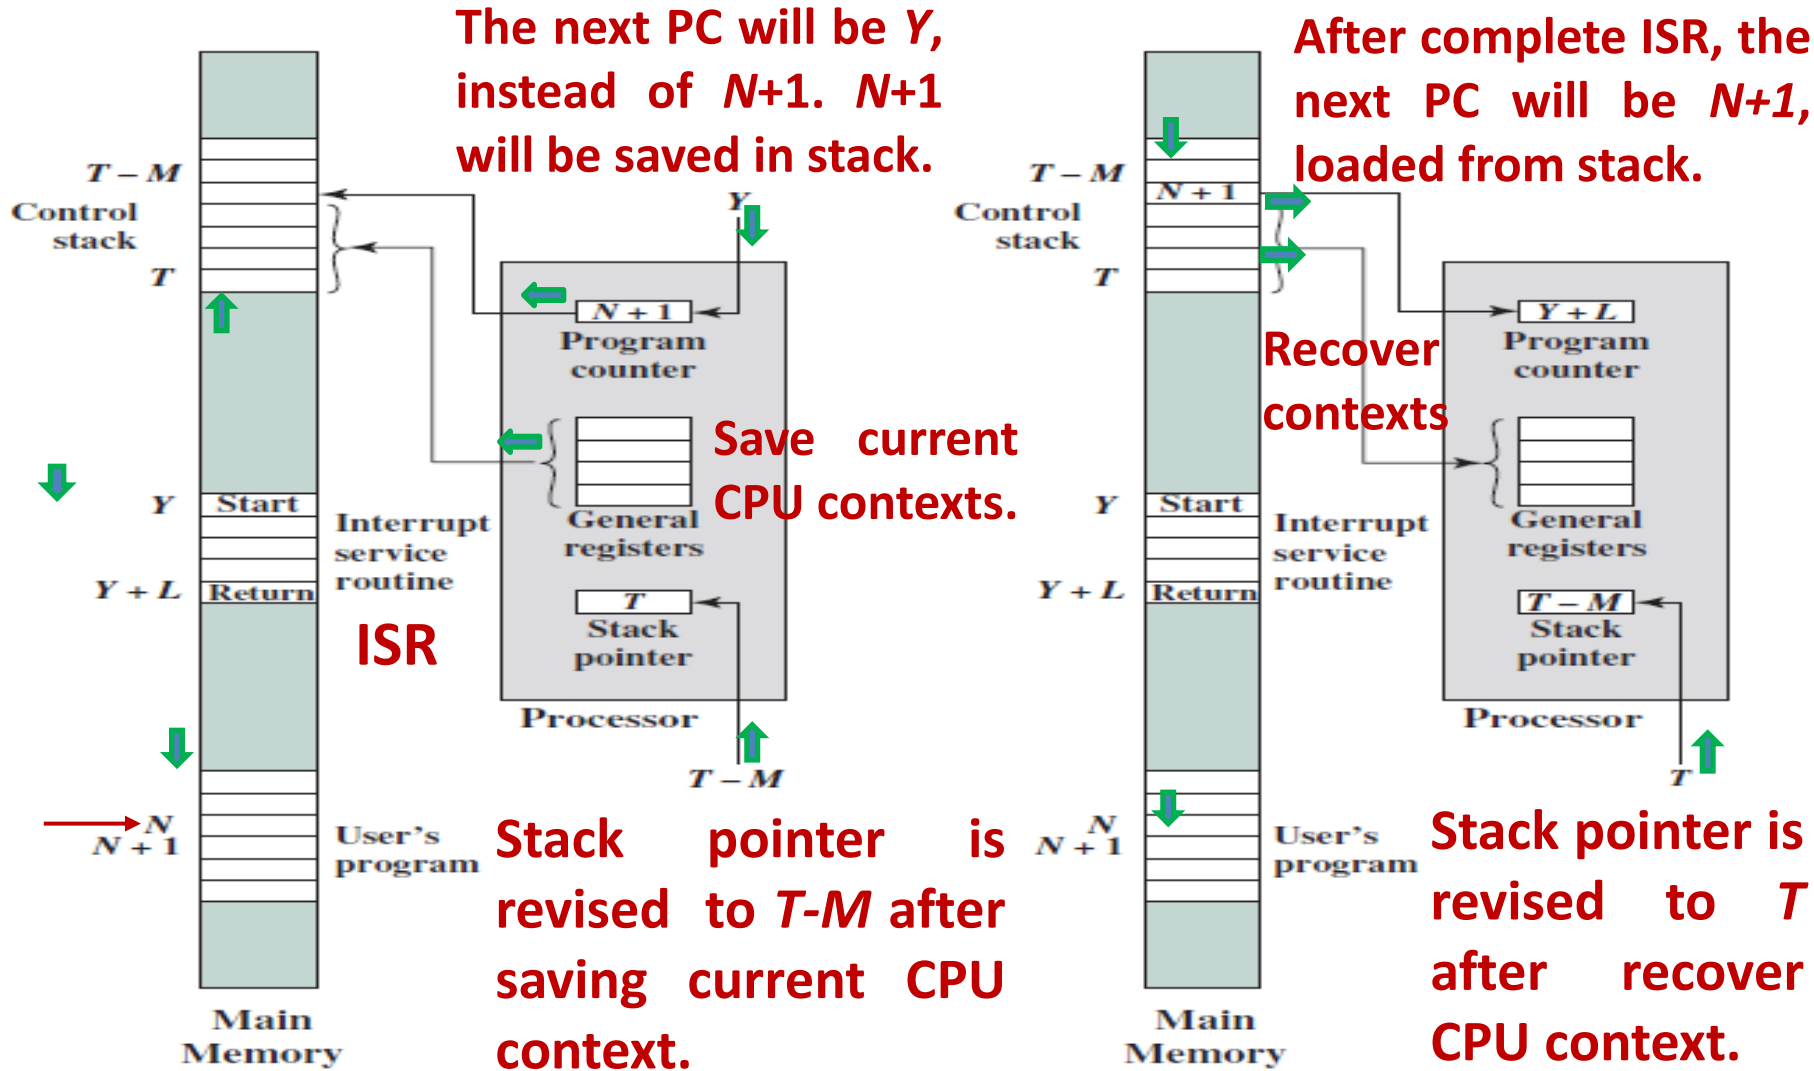 The next PC will be Y,
instead of N+1. N+1
will be saved in stack.
T – M
Control
stack
T
Y
N + 1
Program
counter
Save current
CPU contexts.
General
registers
Y
Start
Interrupt
service
routine
Y + L
Return
ISR
T
Stack
pointer
Processor
T – M
N
N + 1
User's
program
Stack pointer is
revised to T-M after
saving current CPU
context.
Main
Memory
After complete ISR, the
next PC will be N+1,
loaded from stack.
T – M
N + 1
Control
stack
T
Y + L
Program
counter
Recover
contexts
General
registers
Y
Start
Interrupt
service
routine
Y + L
Return
T – M
Stack
pointer
Processor
T
N
N + 1
User's
program
Stack pointer is
revised to T
after recover
CPU context.
Main
Memory